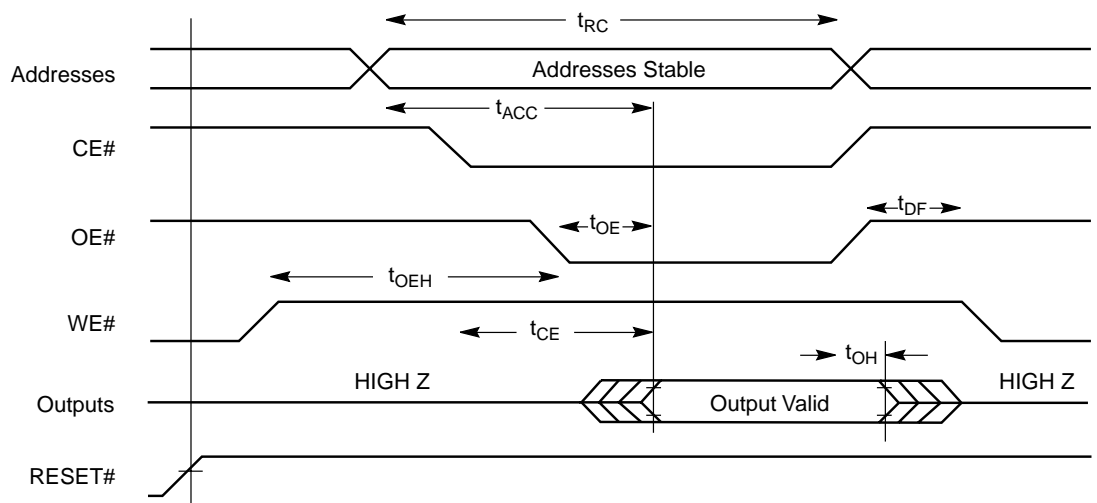 tRC
Addresses
Addresses Stable
tACC
CE#
tDF
tOE
OE#
tOEH
WE#
tCE
tOH
HIGH Z
HIGH Z
Outputs
Output Valid
RESET#